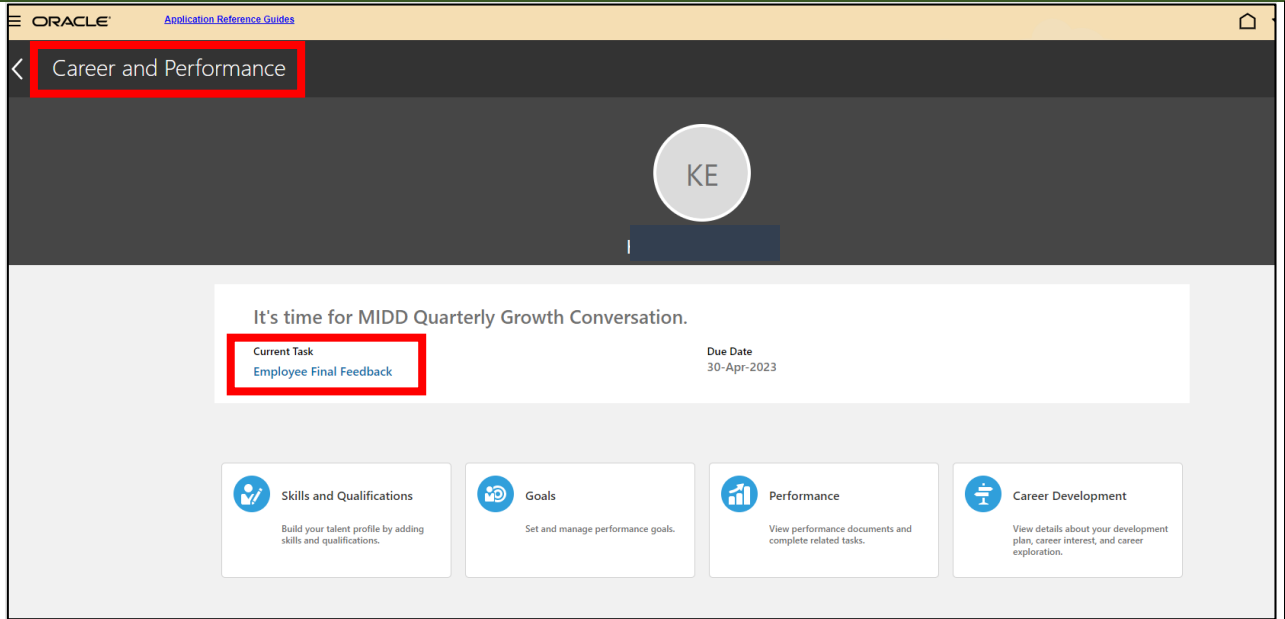 ORACLE
Application Reference Guides
Career and Performance
KE
It's time for MIDD Quarterly Growth Conversation.
Current Task
Employee Final Feedback
Due Date
30-Apr-2023
Skills and Qualifications
Build your talent profile by adding
skills and qualifications.
Goals
Set and manage performance goals.
Performance
View performance documents and
complete related tasks.
Career Development
View details about your development
plan, career interest, and career
exploration.